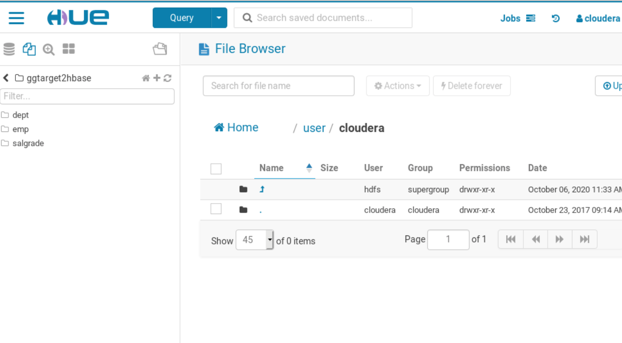 HUE Query Search saved documents... Jobs cloudera
File Browser
ggtarget2hbase
Filter...
dept
emp
salgrade
Search for file name Actions Delete forever Up
Home / user / cloudera
Name Size User Group Permissions Date
hdfs supergroup drwxr-xr-x October 06, 2020 11:33 AM
. cloudera cloudera drwxr-xr-x October 23, 2017 09:14 AM
Show 45 of 0 items Page 1 of 1